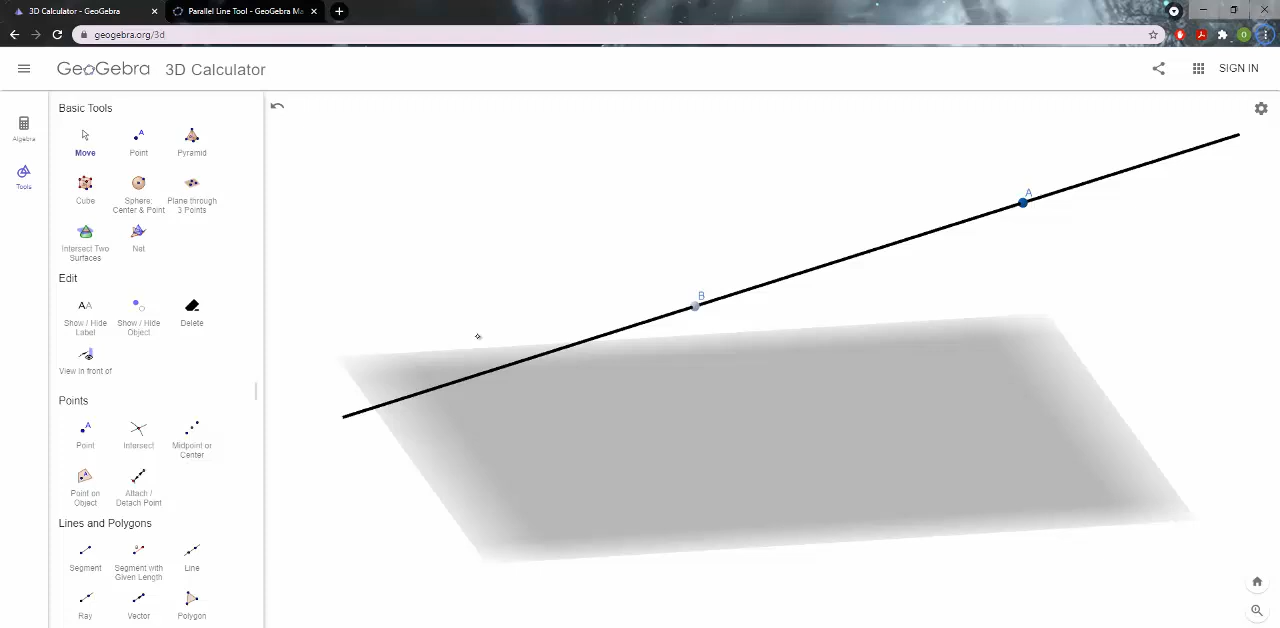 3D Calculator - GeoGebra
Parallel Line Tool - GeoGebra Ma
geogebra.org/3d
GeoGebra 3D Calculator
SIGN IN
Algebra
Tools
Basic Tools
Move
Point
Pyramid
Cube
Sphere: Center & Point
Plane through 3 Points
Intersect Two Surfaces
Net
Edit
Show / Hide Label
Show / Hide Object
Delete
View in front of
Points
Point
Intersect
Midpoint or Center
Point on Object
Attach / Detach Point
Lines and Polygons
Segment
Segment with Given Length
Line
Ray
Vector
Polygon
A
B